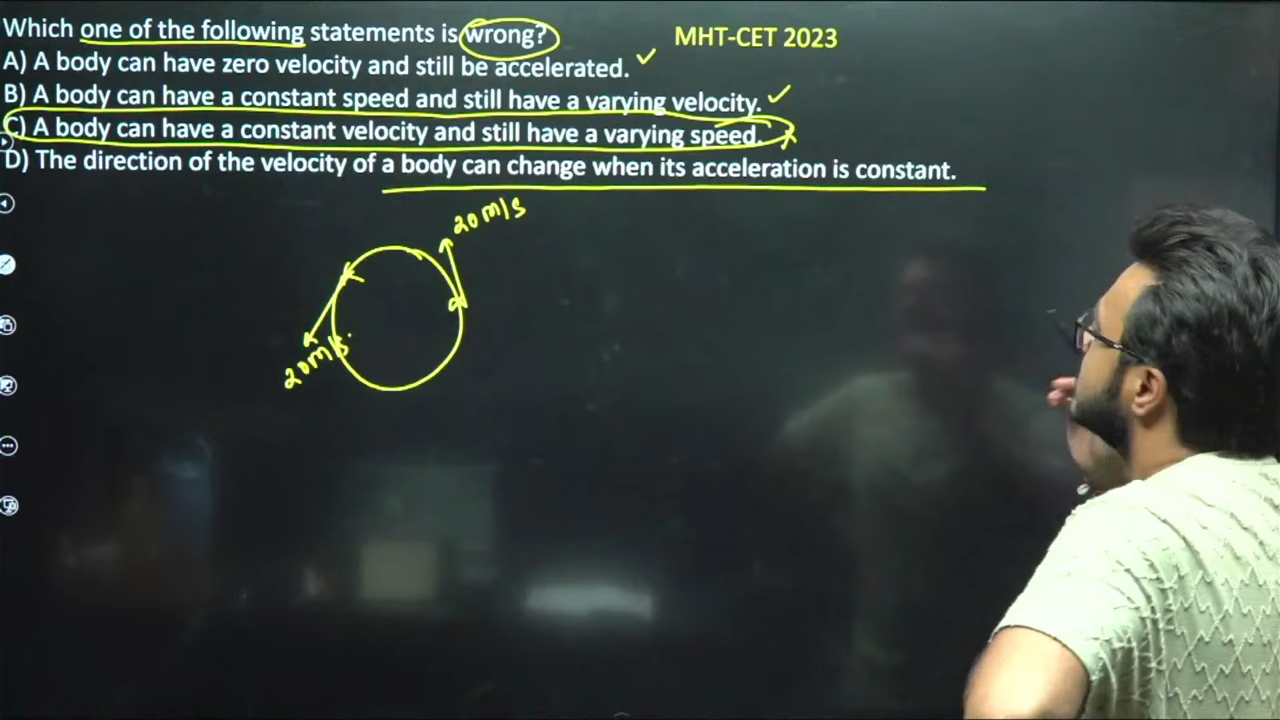 Which one of the following statements is wrong? MHT-CET 2023
A) A body can have zero velocity and still be accelerated.
B) A body can have a constant speed and still have a varying velocity.
C) A body can have a constant velocity and still have a varying speed.
D) The direction of the velocity of a body can change when its acceleration is constant.
20m/s
20m/s